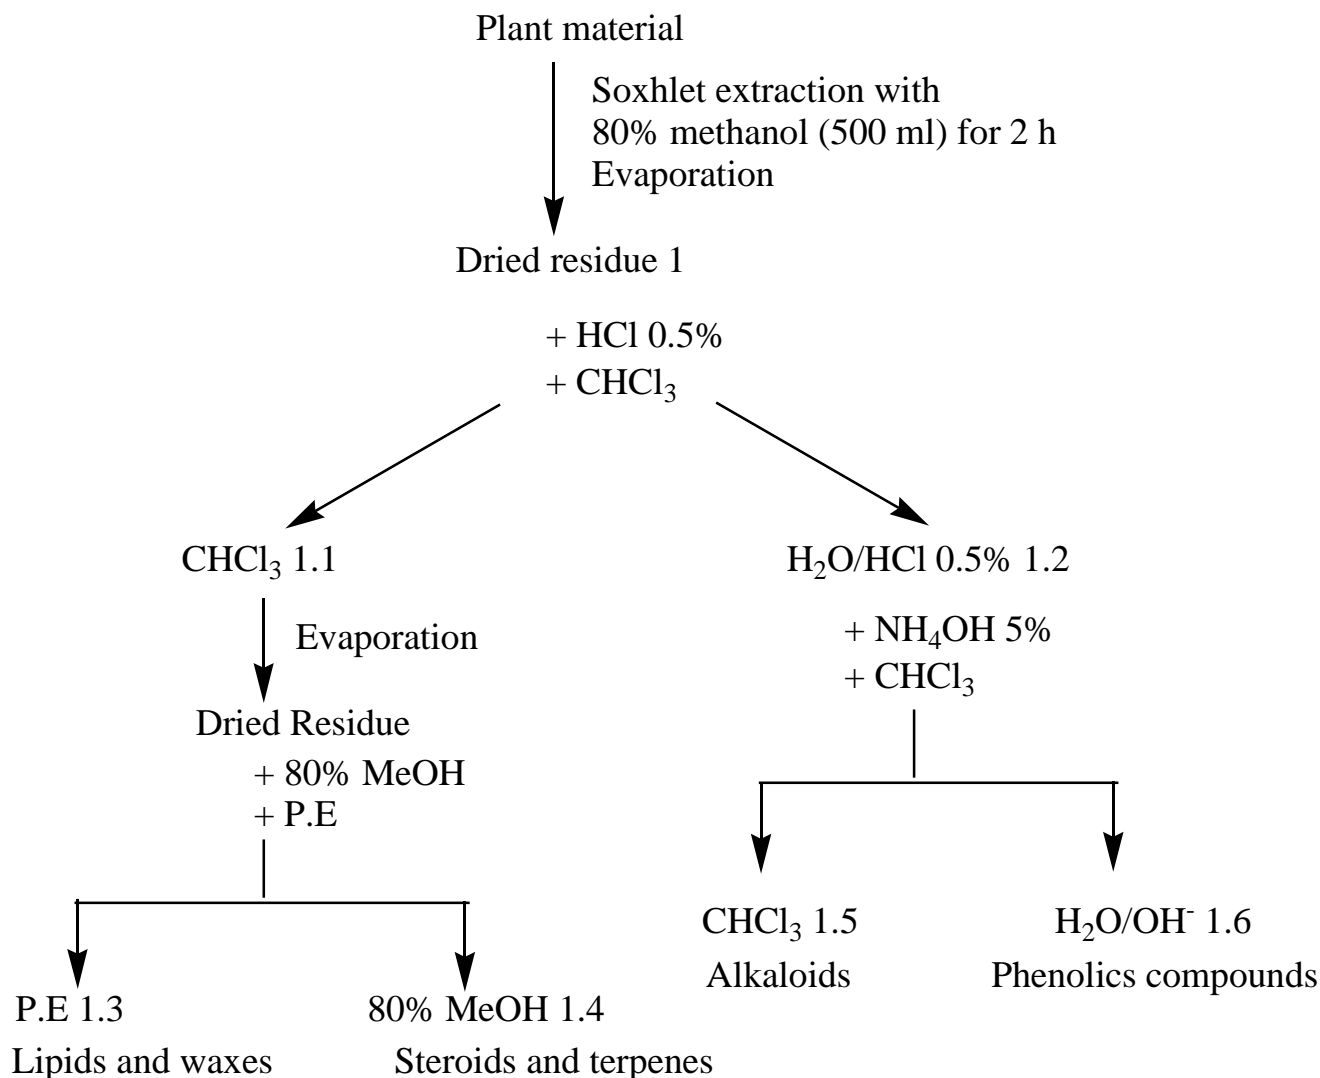 Plant material
Soxhlet extraction with
80% methanol (500 ml) for 2 h
Evaporation
Dried residue 1
+ HCl 0.5%
+ CHCl₃
CHCl₃ 1.1
H₂O/HCl 0.5% 1.2
Evaporation
+ NH₄OH 5%
+ CHCl₃
Dried Residue
+ 80% MeOH
+ P.E
CHCl₃ 1.5
Alkaloids
H₂O/OH⁻ 1.6
Phenolics compounds
P.E 1.3
Lipids and waxes
80% MeOH 1.4
Steroids and terpenes